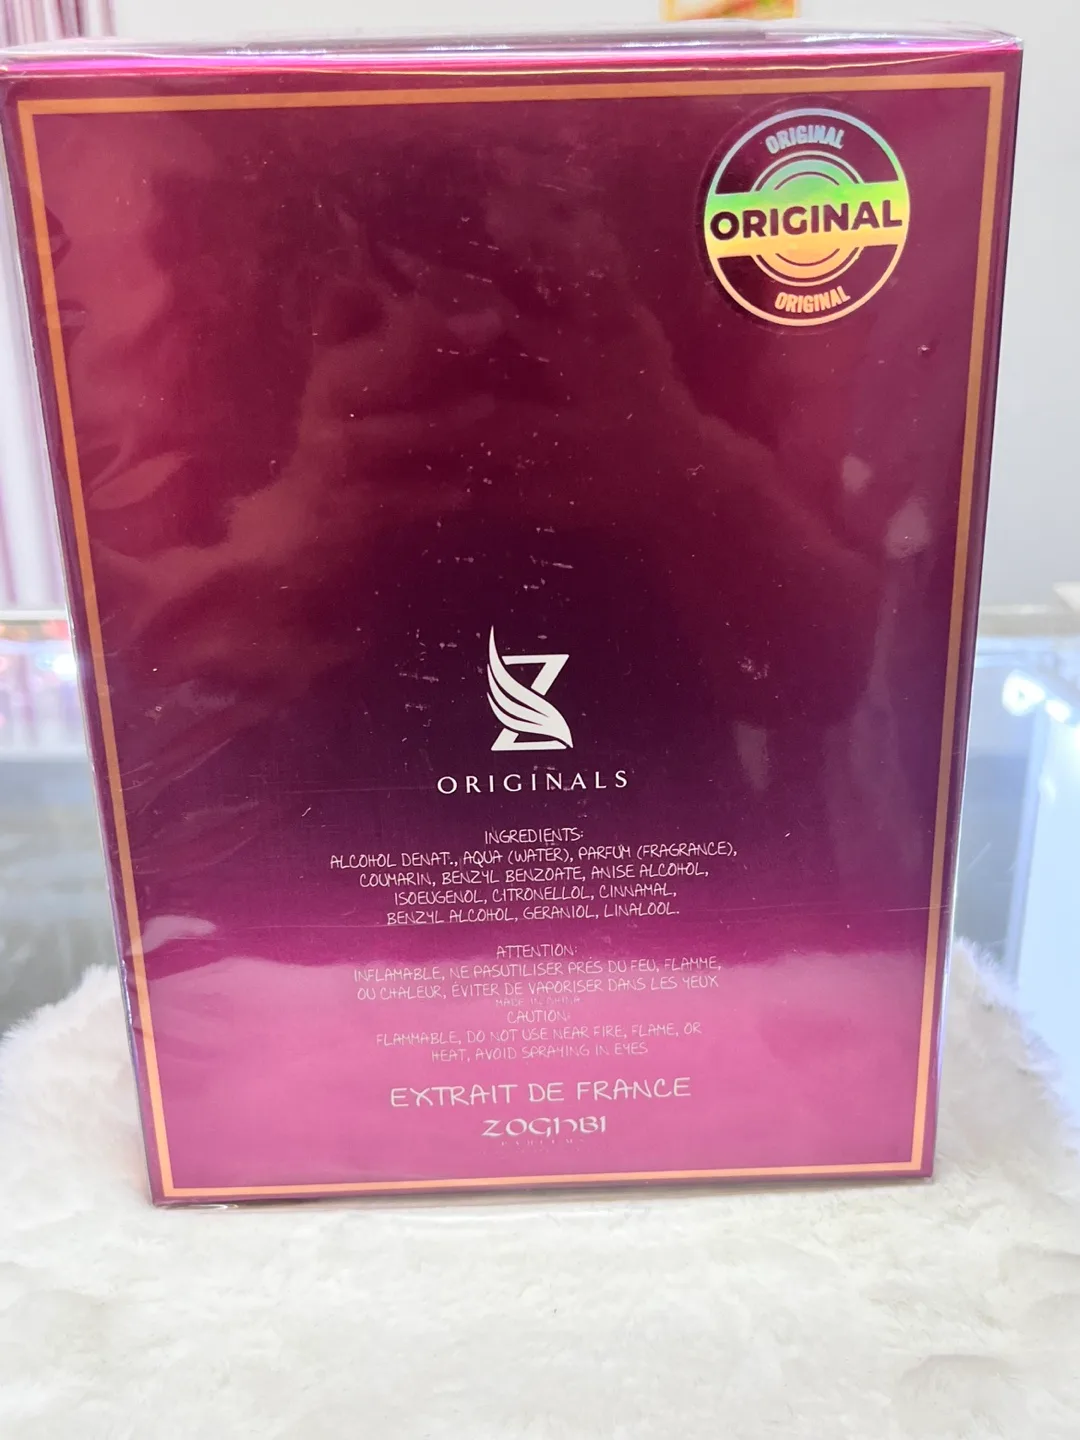 ORIGINAL
ORIGINAL
ORIGINAL
ORIGINALS
INGREDIENTS:
ALCOHOL DENAT., AQUA (WATER), PARFUM (FRAGRANCE),
COUMARIN, BENZYL BENZOATE, ANISE ALCOHOL,
ISOEUGENOL, CITRONELLOL, CINNAMAL,
BENZYL ALCOHOL, GERANIOL, LINALOOL.
ATTENTION:
INFLAMABLE, NE PASUTILISER PRÉS DU FEU, FLAMME,
OU CHALEUR, ÉVITER DE VAPORISER DANS LES YEUX
MADE IN CHINA
CAUTION:
FLAMMABLE, DO NOT USE NEAR FIRE, FLAME, OR
HEAT, AVOID SPRAYING IN EYES
EXTRAIT DE FRANCE
ZOGHBI